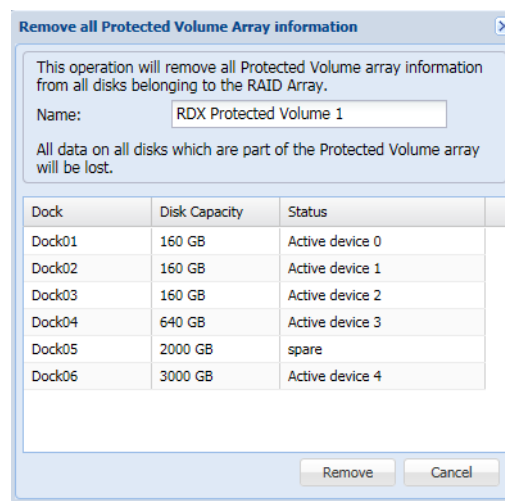 Remove all Protected Volume Array information
This operation will remove all Protected Volume array information
from all disks belonging to the RAID Array.
Name: RDX Protected Volume 1
All data on all disks which are part of the Protected Volume array
will be lost.
Dock Disk Capacity Status
Dock01 160 GB Active device 0
Dock02 160 GB Active device 1
Dock03 160 GB Active device 2
Dock04 640 GB Active device 3
Dock05 2000 GB spare
Dock06 3000 GB Active device 4
Remove Cancel